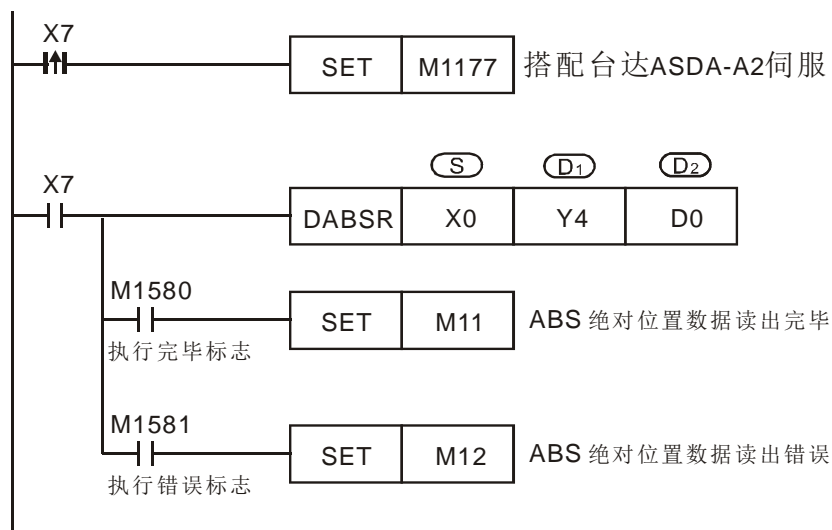 X7
SET M1177 搭配台达ASDA-A2伺服
S D1 D2
X7
DABSR X0 Y4 D0
M1580
SET M11 ABS 绝对位置数据读出完毕
执行完毕标志
M1581
SET M12 ABS 绝对位置数据读出错误
执行错误标志